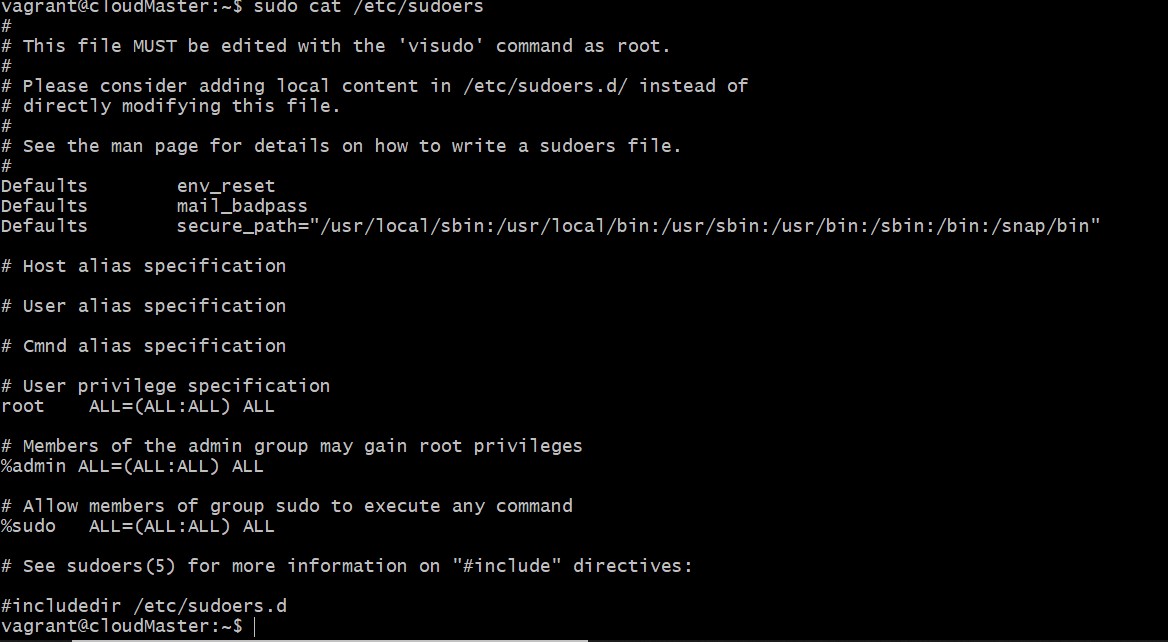 vagrant@cloudMaster:~$ sudo cat /etc/sudoers
#
# This file MUST be edited with the 'visudo' command as root.
#
# Please consider adding local content in /etc/sudoers.d/ instead of
# directly modifying this file.
#
# See the man page for details on how to write a sudoers file.
#
Defaults        env_reset
Defaults        mail_badpass
Defaults        secure_path="/usr/local/sbin:/usr/local/bin:/usr/sbin:/usr/bin:/sbin:/bin:/snap/bin"
# Host alias specification
# User alias specification
# Cmnd alias specification
# User privilege specification
root    ALL=(ALL:ALL) ALL
# Members of the admin group may gain root privileges
%admin ALL=(ALL:ALL) ALL
# Allow members of group sudo to execute any command
%sudo   ALL=(ALL:ALL) ALL
# See sudoers(5) for more information on "#include" directives:
#includedir /etc/sudoers.d
vagrant@cloudMaster:~$